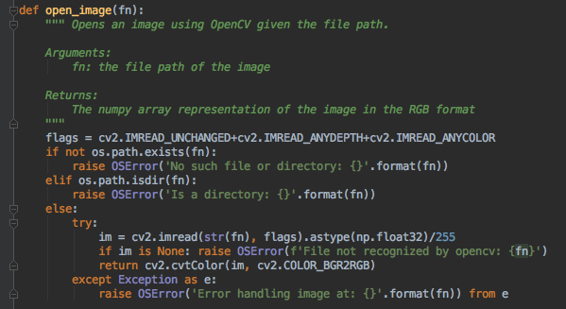 def open_image(fn):
    """ Opens an image using OpenCV given the file path.

    Arguments:
        fn: the file path of the image

    Returns:
        The numpy array representation of the image in the RGB format
    """
    flags = cv2.IMREAD_UNCHANGED+cv2.IMREAD_ANYDEPTH+cv2.IMREAD_ANYCOLOR
    if not os.path.exists(fn):
        raise OSError('No such file or directory: {}'.format(fn))
    elif os.path.isdir(fn):
        raise OSError('Is a directory: {}'.format(fn))
    else:
        try:
            im = cv2.imread(str(fn), flags).astype(np.float32)/255
            if im is None: raise OSError(f'File not recognized by opencv: {fn}')
            return cv2.cvtColor(im, cv2.COLOR_BGR2RGB)
        except Exception as e:
            raise OSError('Error handling image at: {}'.format(fn)) from e